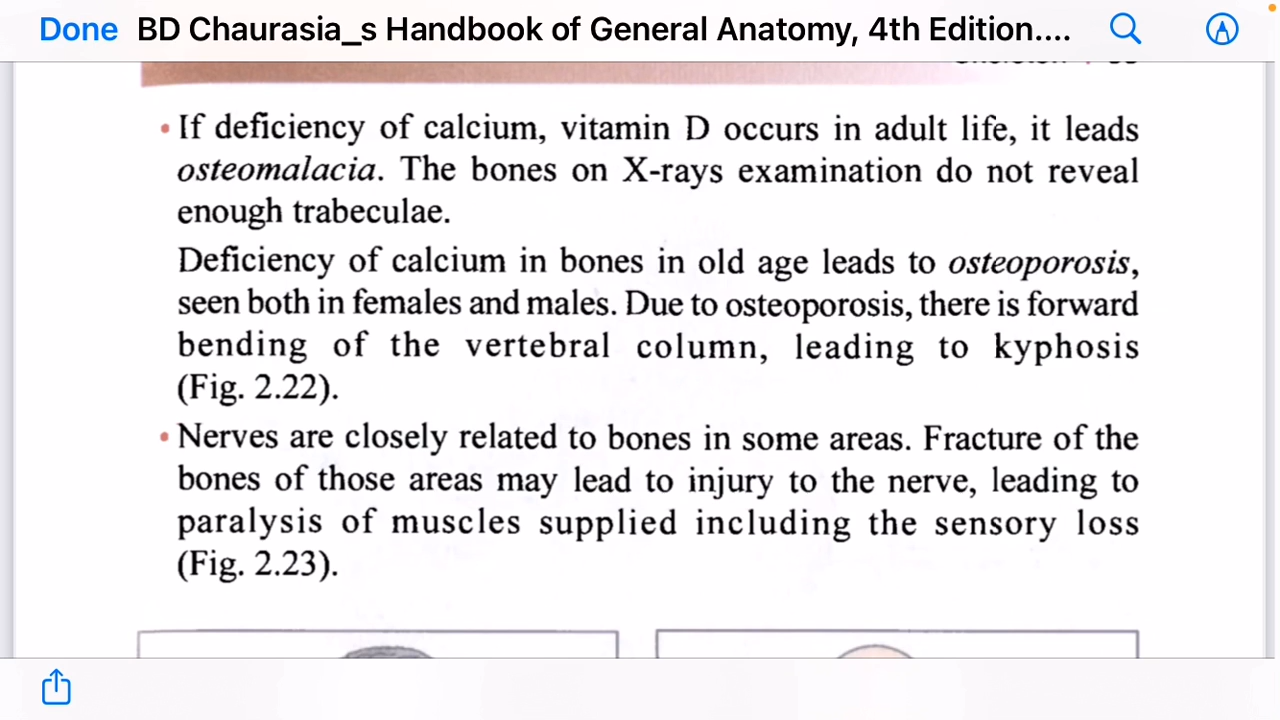 Done BD Chaurasia_s Handbook of General Anatomy, 4th Edition....
• If deficiency of calcium, vitamin D occurs in adult life, it leads
osteomalacia. The bones on X-rays examination do not reveal
enough trabeculae.
Deficiency of calcium in bones in old age leads to osteoporosis,
seen both in females and males. Due to osteoporosis, there is forward
bending of the vertebral column, leading to kyphosis
(Fig. 2.22).
• Nerves are closely related to bones in some areas. Fracture of the
bones of those areas may lead to injury to the nerve, leading to
paralysis of muscles supplied including the sensory loss
(Fig. 2.23).